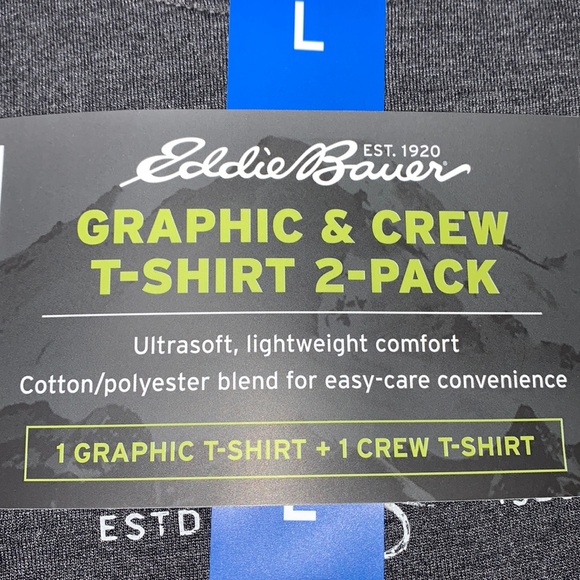 L
Eddie Bauer EST. 1920
GRAPHIC & CREW
T-SHIRT 2-PACK
Ultrasoft, lightweight comfort
Cotton/polyester blend for easy-care convenience
1 GRAPHIC T-SHIRT + 1 CREW T-SHIRT
ESTD